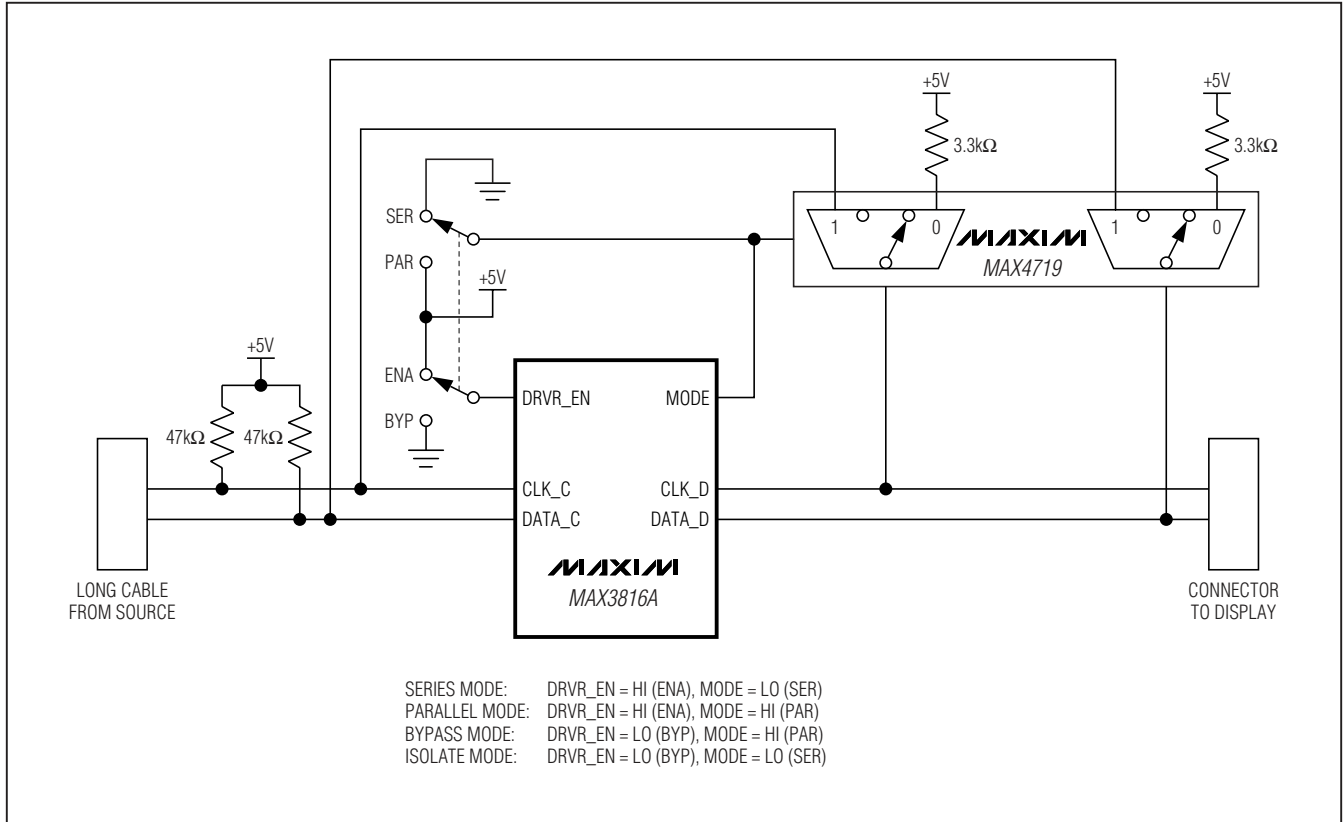 +5V
+5V
3.3kΩ
3.3kΩ
SER
1
0
1
0
MAXIM
MAX4719
PAR
+5V
+5V
ENA
DRVR_EN
MODE
BYP
47kΩ
47kΩ
CLK_C
CLK_D
DATA_C
DATA_D
MAXIM
MAX3816A
LONG CABLE
FROM SOURCE
CONNECTOR
TO DISPLAY
SERIES MODE: DRVR_EN = HI (ENA), MODE = LO (SER)
PARALLEL MODE: DRVR_EN = HI (ENA), MODE = HI (PAR)
BYPASS MODE: DRVR_EN = LO (BYP), MODE = HI (PAR)
ISOLATE MODE: DRVR_EN = LO (BYP), MODE = LO (SER)